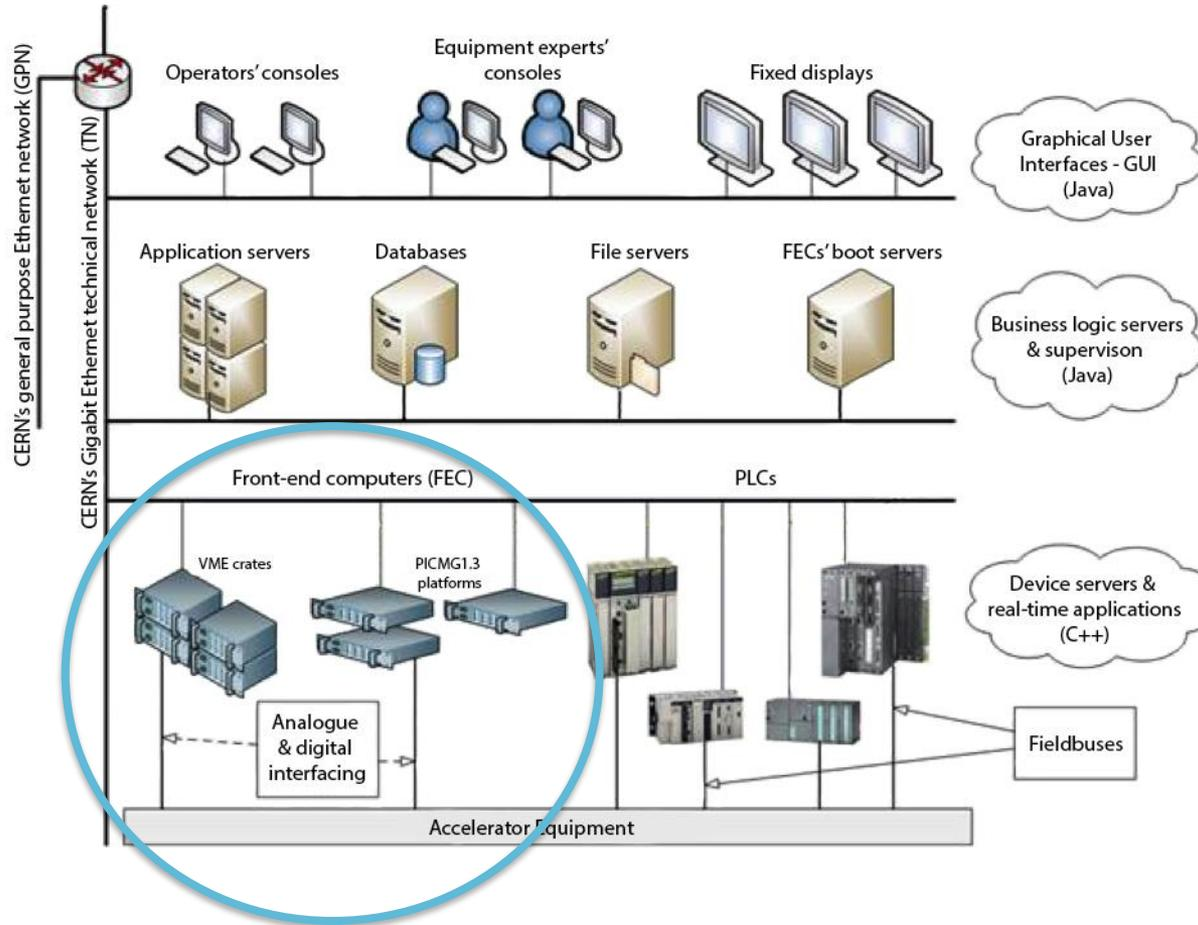 CERN's general purpose Ethernet network (GPN)
CERN's Gigabit Ethernet technical network (TN)
Operators' consoles
Equipment experts'
consoles
Fixed displays
Graphical User
Interfaces - GUI
(Java)
Application servers
Databases
File servers
FECs' boot servers
Business logic servers
& supervison
(Java)
Front-end computers (FEC)
PLCs
VME crates
PICMG1.3
platforms
Device servers &
real-time applications
(C++)
Analogue
& digital
interfacing
Fieldbuses
Accelerator Equipment